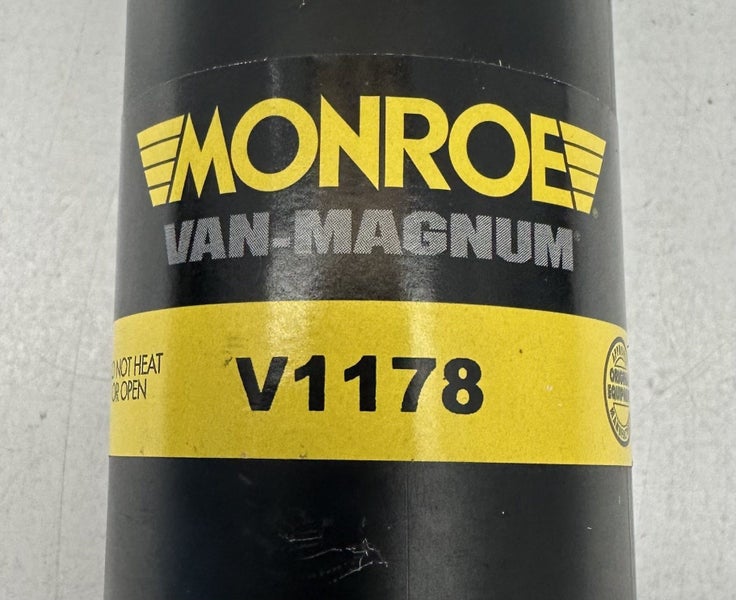 MONROE®
VAN-MAGNUM®
NOT HEAT
OR OPEN
V1178